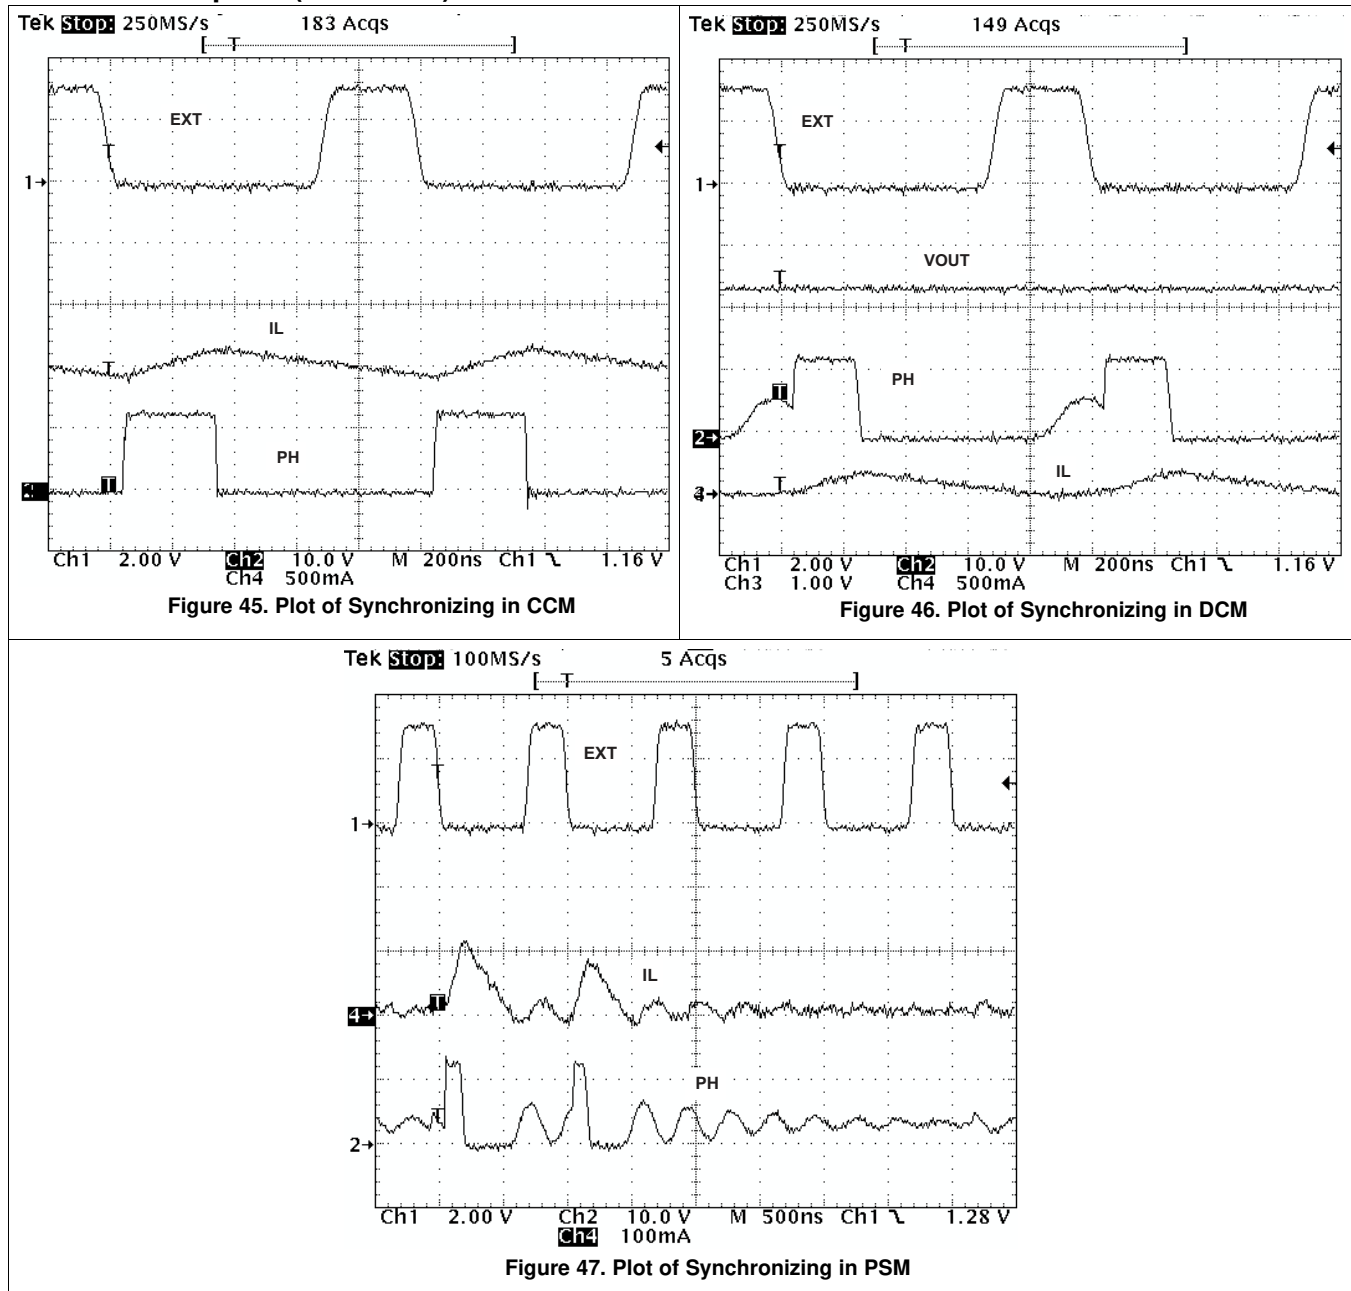 Tek Stop: 250MS/s 183 Acqs
[ T ]
EXT
T
1→
IL
T
PH
T
2→
Ch1 2.00 V Ch2 10.0 V M 200ns Ch1 1.16 V
Ch4 500mA
Figure 45. Plot of Synchronizing in CCM
Tek Stop: 250MS/s 149 Acqs
[ T ]
EXT
T
1→
VOUT
T
PH
T
2→
IL
T
Ch1 2.00 V Ch2 10.0 V M 200ns Ch1 1.16 V
Ch3 1.00 V Ch4 500mA
Figure 46. Plot of Synchronizing in DCM
Tek Stop: 100MS/s 5 Acqs
[ T ]
EXT
T
1→
IL
T
4→
PH
T
2→
Ch1 2.00 V Ch2 10.0 V M 500ns Ch1 1.28 V
Ch4 100mA
Figure 47. Plot of Synchronizing in PSM